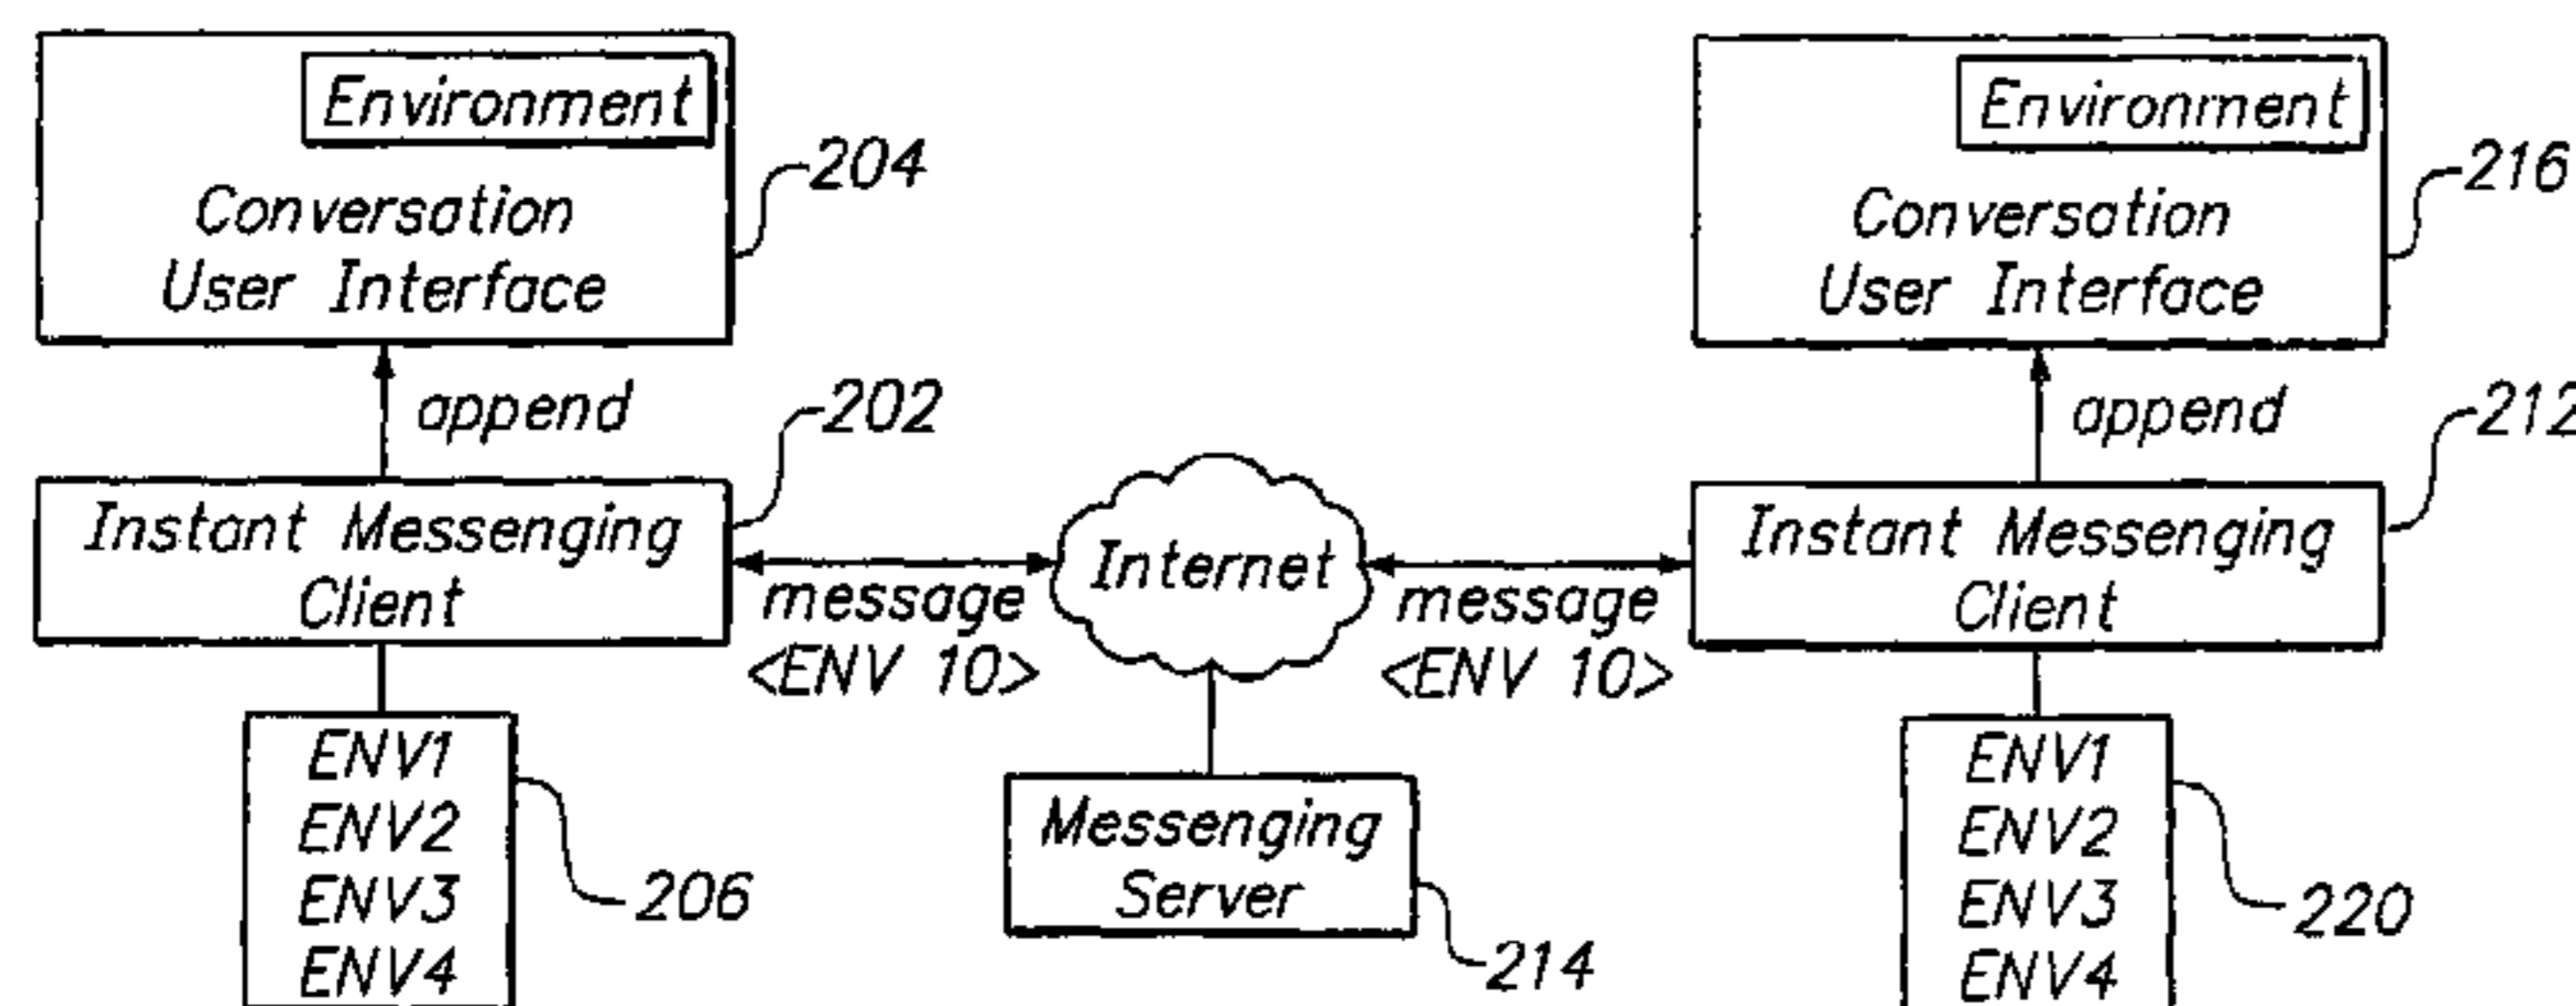 Environment
Conversation
User Interface
204
append
202
Instant Messenging
Client
message
<ENV 10>
ENV1
ENV2
ENV3
ENV4
206
Internet
Messenging
Server
214
message
<ENV 10>
Environment
Conversation
User Interface
216
append
212
Instant Messenging
Client
ENV1
ENV2
ENV3
ENV4
220